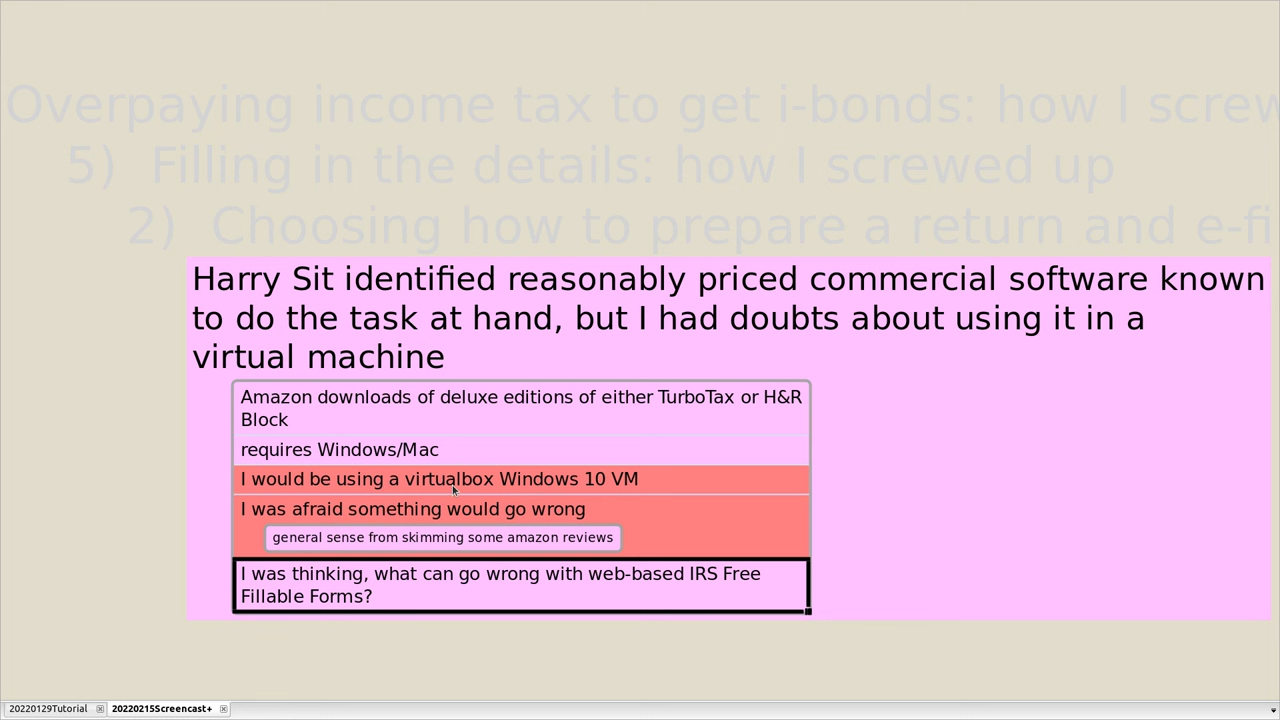 Overpaying income tax to get i-bonds: how I screw
5) Filling in the details: how I screwed up
2) Choosing how to prepare a return and e-fi
Harry Sit identified reasonably priced commercial software known
to do the task at hand, but I had doubts about using it in a
virtual machine
Amazon downloads of deluxe editions of either TurboTax or H&R
Block
requires Windows/Mac
I would be using a virtualbox Windows 10 VM
I was afraid something would go wrong
general sense from skimming some amazon reviews
I was thinking, what can go wrong with web-based IRS Free
Fillable Forms?
20220129Tutorial
20220215Screencast+